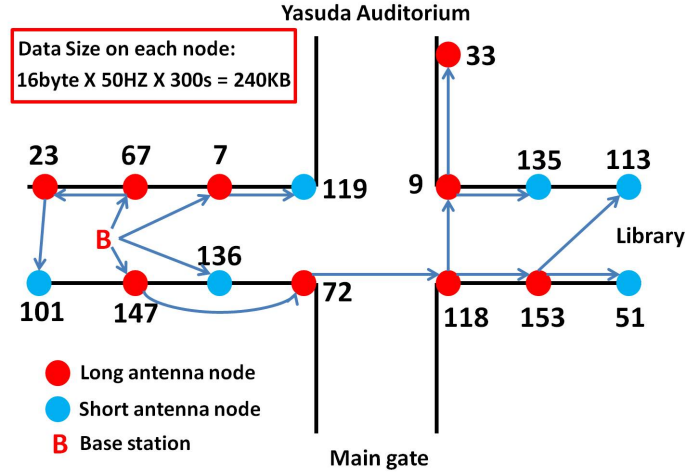 Yasuda Auditorium
Data Size on each node:
16byte X 50HZ X 300s = 240KB
33
23 67 7
135 113
119
9
B
136
Library
101 147
72
118 153 51
Long antenna node
Short antenna node
B Base station
Main gate